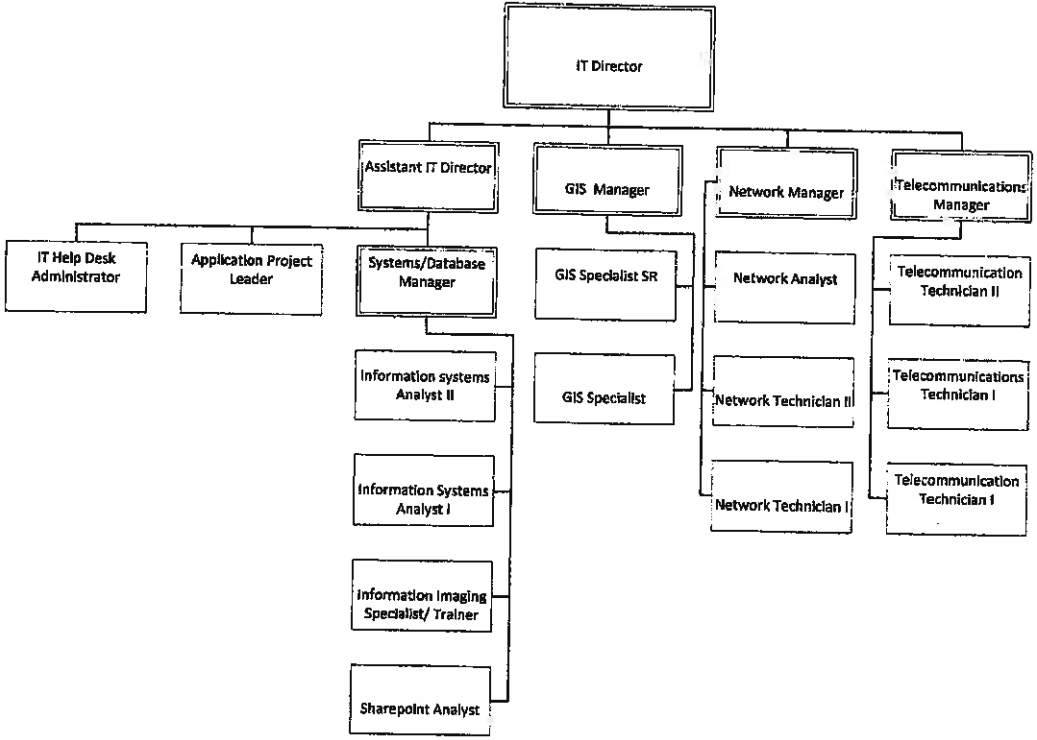 IT Director
Assistant IT Director
GIS Manager
Network Manager
Telecommunications
Manager
IT Help Desk
Administrator
Application Project
Leader
Systems/Database
Manager
GIS Specialist SR
Network Analyst
Telecommunication
Technician II
Information systems
Analyst II
GIS Specialist
Network Technician II
Telecommunications
Technician I
Information Systems
Analyst I
Network Technician I
Telecommunication
Technician I
Information Imaging
Specialist/ Trainer
Sharepoint Analyst